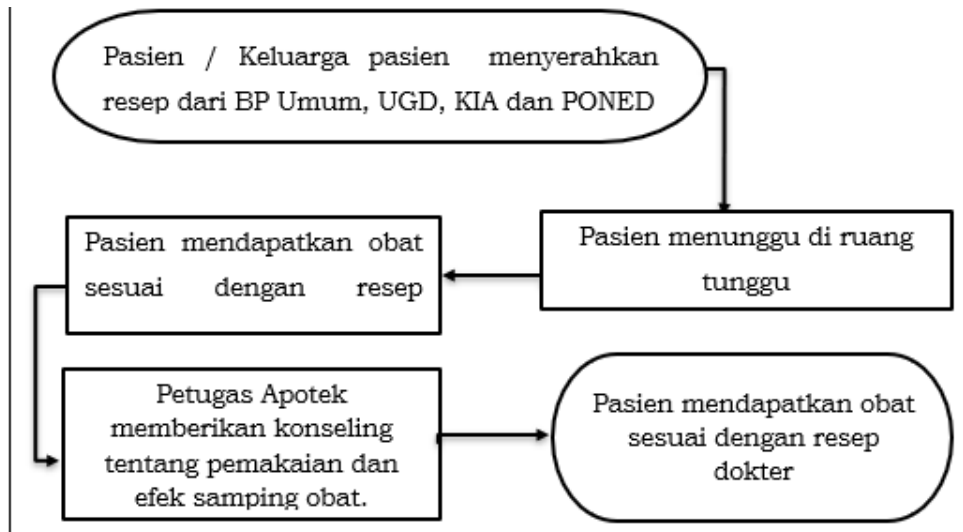 Pasien / Keluarga pasien menyerahkan
resep dari BP Umum, UGD, KIA dan PONED
Pasien menunggu di ruang
tunggu
Pasien mendapatkan obat
sesuai dengan resep
Petugas Apotek
memberikan konseling
tentang pemakaian dan
efek samping obat.
Pasien mendapatkan obat
sesuai dengan resep
dokter